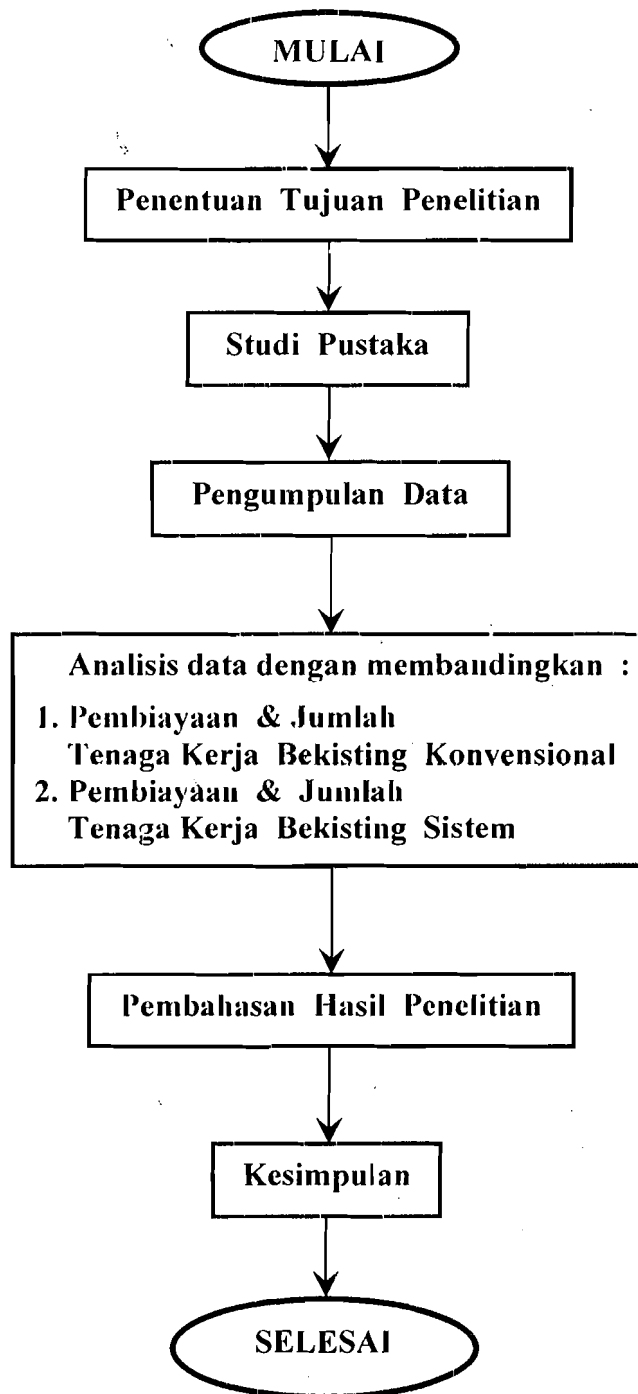 MULAI
Penentuan Tujuan Penelitian
Studi Pustaka
Pengumpulan Data
Analisis data dengan membandingkan :
1. Pembiayaan & Jumlah
Tenaga Kerja Bekisting Konvensional
2. Pembiayaan & Jumlah
Tenaga Kerja Bekisting Sistem
Pembahasan Hasil Penelitian
Kesimpulan
SELESAI